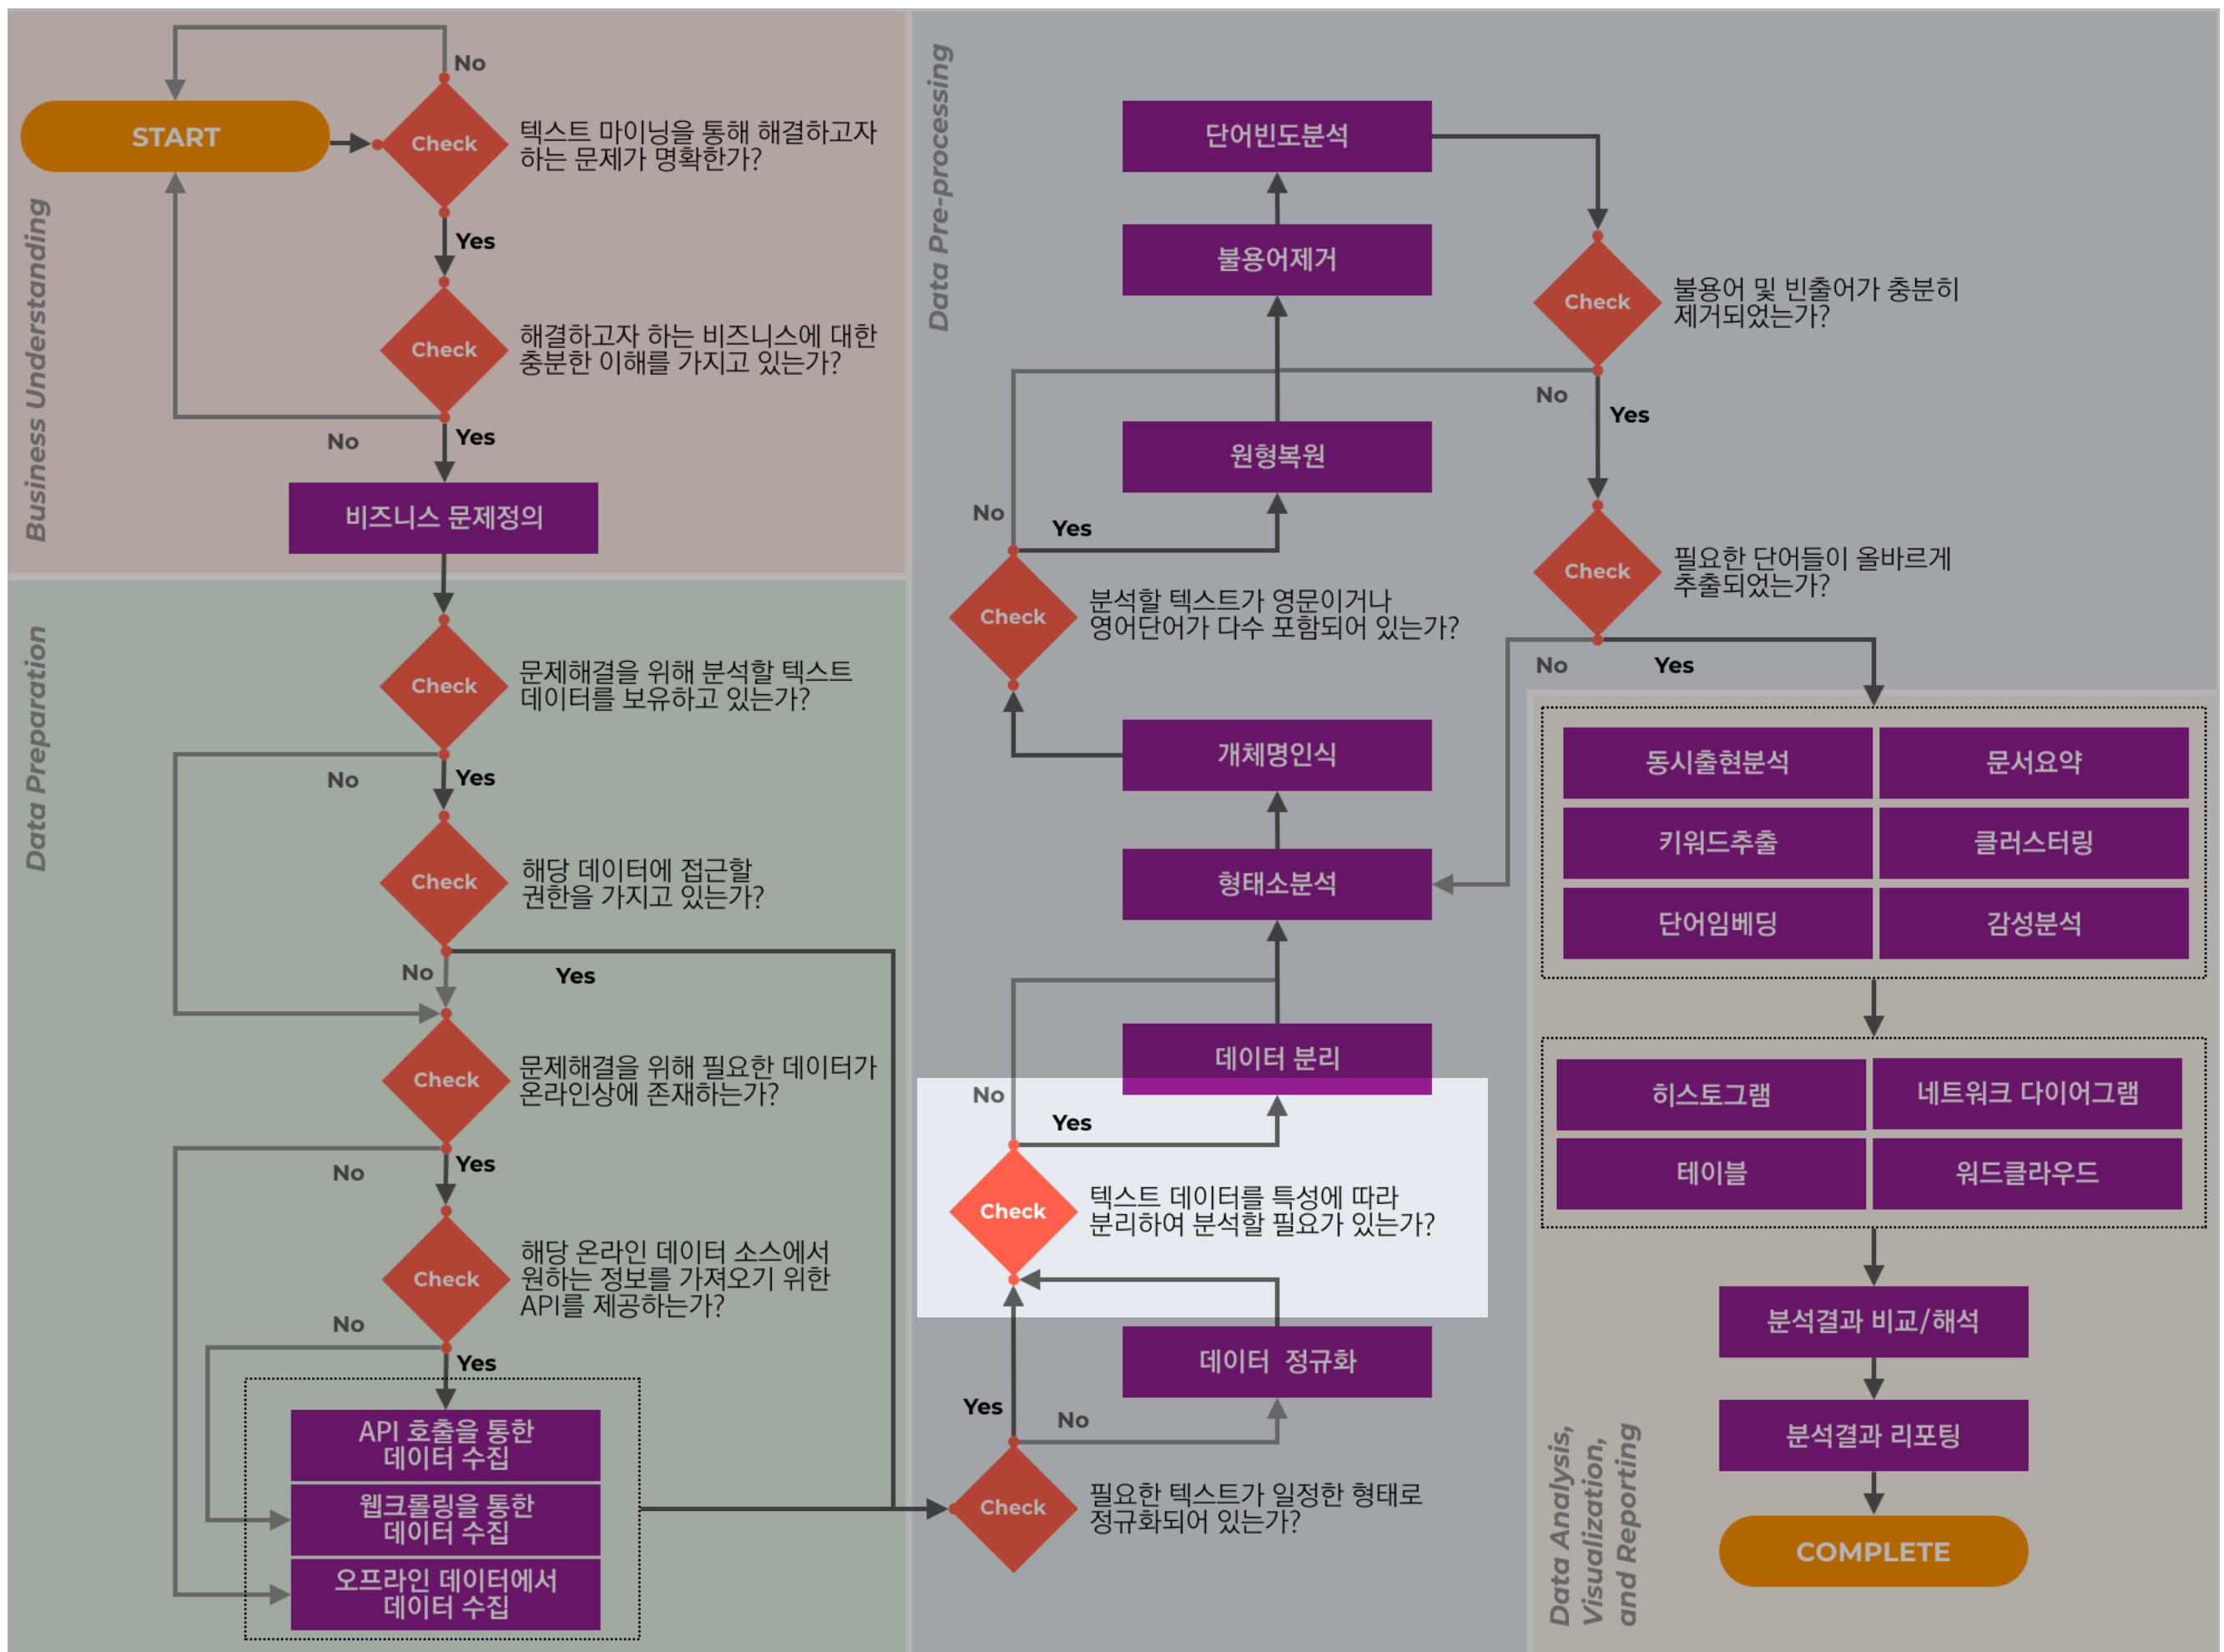 Business Understanding
START
No
Check
텍스트 마이닝을 통해 해결하고자
하는 문제가 명확한가?
Yes
Check
해결하고자 하는 비즈니스에 대한
충분한 이해를 가지고 있는가?
No
Yes
비즈니스 문제정의
Data Preparation
Check
문제해결을 위해 분석할 텍스트
데이터를 보유하고 있는가?
No
Yes
Check
해당 데이터에 접근할
권한을 가지고 있는가?
No
Yes
Check
문제해결을 위해 필요한 데이터가
온라인상에 존재하는가?
No
Yes
Check
해당 온라인 데이터 소스에서
원하는 정보를 가져오기 위한
API를 제공하는가?
No
Yes
API 호출을 통한
데이터 수집
웹크롤링을 통한
데이터 수집
오프라인 데이터에서
데이터 수집
Data Pre-processing
단어빈도분석
불용어제거
Check
불용어 및 빈출어가 충분히
제거되었는가?
No
Yes
원형복원
No
Yes
Check
분석할 텍스트가 영문이거나
영어단어가 다수 포함되어 있는가?
Check
필요한 단어들이 올바르게
추출되었는가?
No
Yes
개체명인식
형태소분석
데이터 분리
No
Yes
Check
텍스트 데이터를 특성에 따라
분리하여 분석할 필요가 있는가?
데이터 정규화
Yes
No
Check
필요한 텍스트가 일정한 형태로
정규화되어 있는가?
동시출현분석
문서요약
키워드추출
클러스터링
단어임베딩
감성분석
히스토그램
네트워크 다이어그램
테이블
워드클라우드
분석결과 비교/해석
분석결과 리포팅
COMPLETE
Data Analysis,
Visualization,
and Reporting